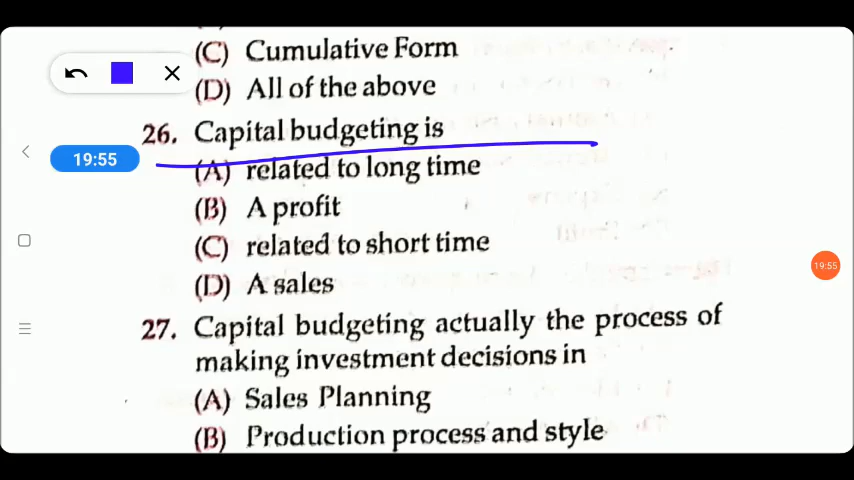 (C) Cumulative Form
(D) All of the above
26. Capital budgeting is
19:55
(A) related to long time
(B) A profit
(C) related to short time
19:55
(D) A sales
27. Capital budgeting actually the process of
making investment decisions in
(A) Sales Planning
(B) Production process and style